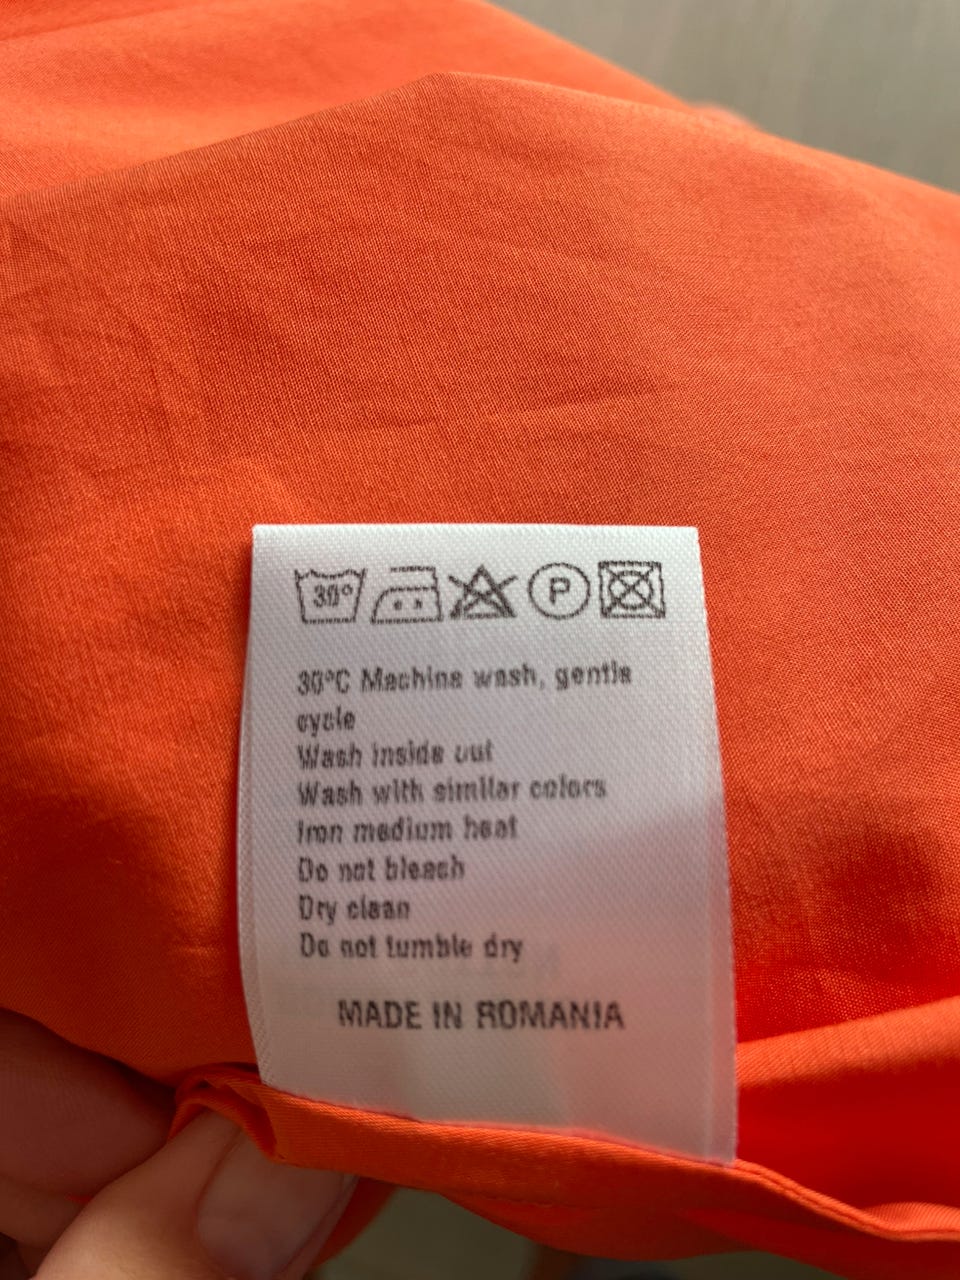 30°
P
30°C Machine wash, gentle
cycle
Wash inside out
Wash with similar colors
Iron medium heat
Do not bleach
Dry clean
Do not tumble dry
MADE IN ROMANIA